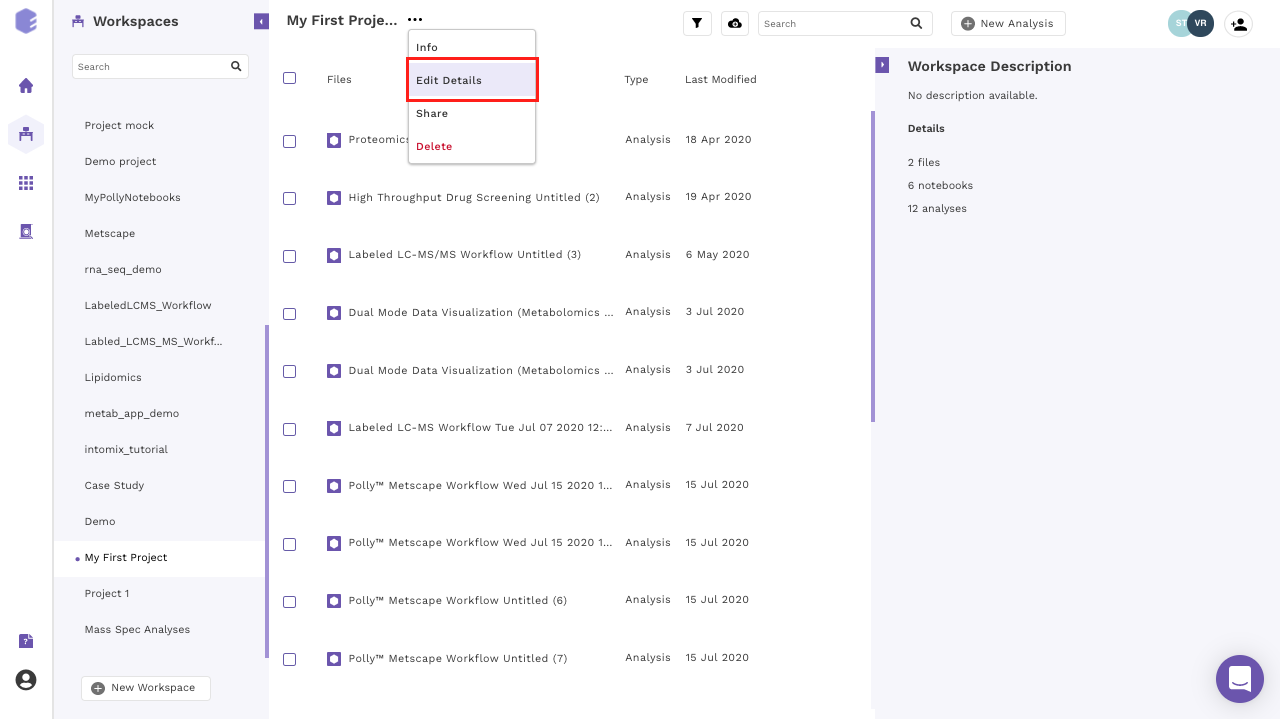 Workspaces
Search
Project mock
Demo project
MyPollyNotebooks
Metscape
rna_seq_demo
LabeledLCMS_Workflow
Labled_LCMS_MS_Workf...
Lipidomics
metab_app_demo
intomix_tutorial
Case Study
Demo
My First Project
Project 1
Mass Spec Analyses
New Workspace
?
My First Proje...
Search
New Analysis
ST
VR
Info
Edit Details
Share
Delete
Files Type Last Modified
Proteomics Analysis 18 Apr 2020
High Throughput Drug Screening Untitled (2) Analysis 19 Apr 2020
Labeled LC-MS/MS Workflow Untitled (3) Analysis 6 May 2020
Dual Mode Data Visualization (Metabolomics ... Analysis 3 Jul 2020
Dual Mode Data Visualization (Metabolomics ... Analysis 3 Jul 2020
Labeled LC-MS Workflow Tue Jul 07 2020 12:... Analysis 7 Jul 2020
Polly™ Metscape Workflow Wed Jul 15 2020 1... Analysis 15 Jul 2020
Polly™ Metscape Workflow Wed Jul 15 2020 1... Analysis 15 Jul 2020
Polly™ Metscape Workflow Untitled (6) Analysis 15 Jul 2020
Polly™ Metscape Workflow Untitled (7) Analysis 15 Jul 2020
Workspace Description
No description available.
Details
2 files
6 notebooks
12 analyses